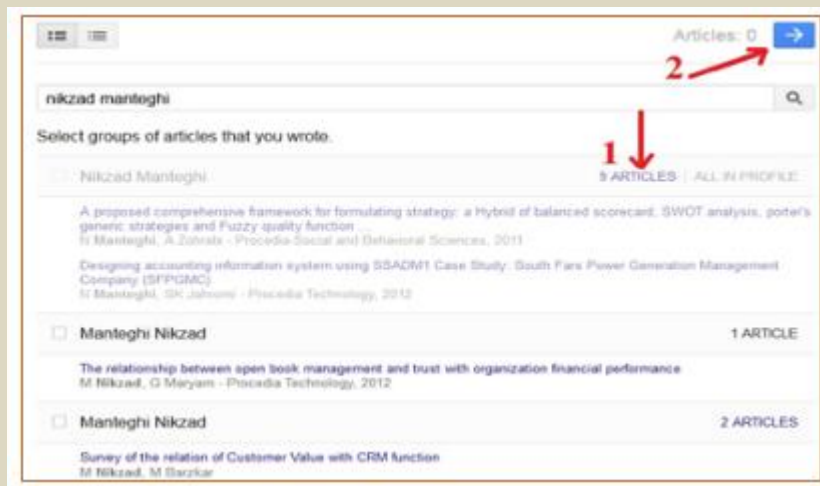 Articles: 0
2
nikzad manteghi
Select groups of articles that you wrote.
1
Nikzad Manteghi 5 ARTICLES ALL IN PROFILE
A proposed comprehensive framework for formulating strategy: a Hybrid of balanced scorecard, SWOT analysis, porter's
generic strategies and Fuzzy quality function ...
N Manteghi, A Zohrabi - Procedia-Social and Behavioral Sciences, 2011
Designing accounting information system using SSADM1 Case Study: South Fars Power Generation Management
Company (SFPGMC)
N Manteghi, SK Jahromi - Procedia Technology, 2012
Manteghi Nikzad 1 ARTICLE
The relationship between open book management and trust with organization financial performance
M Nikzad, G Maryam - Procedia Technology, 2012
Manteghi Nikzad 2 ARTICLES
Survey of the relation of Customer Value with CRM function
M Nikzad, M Barzkar